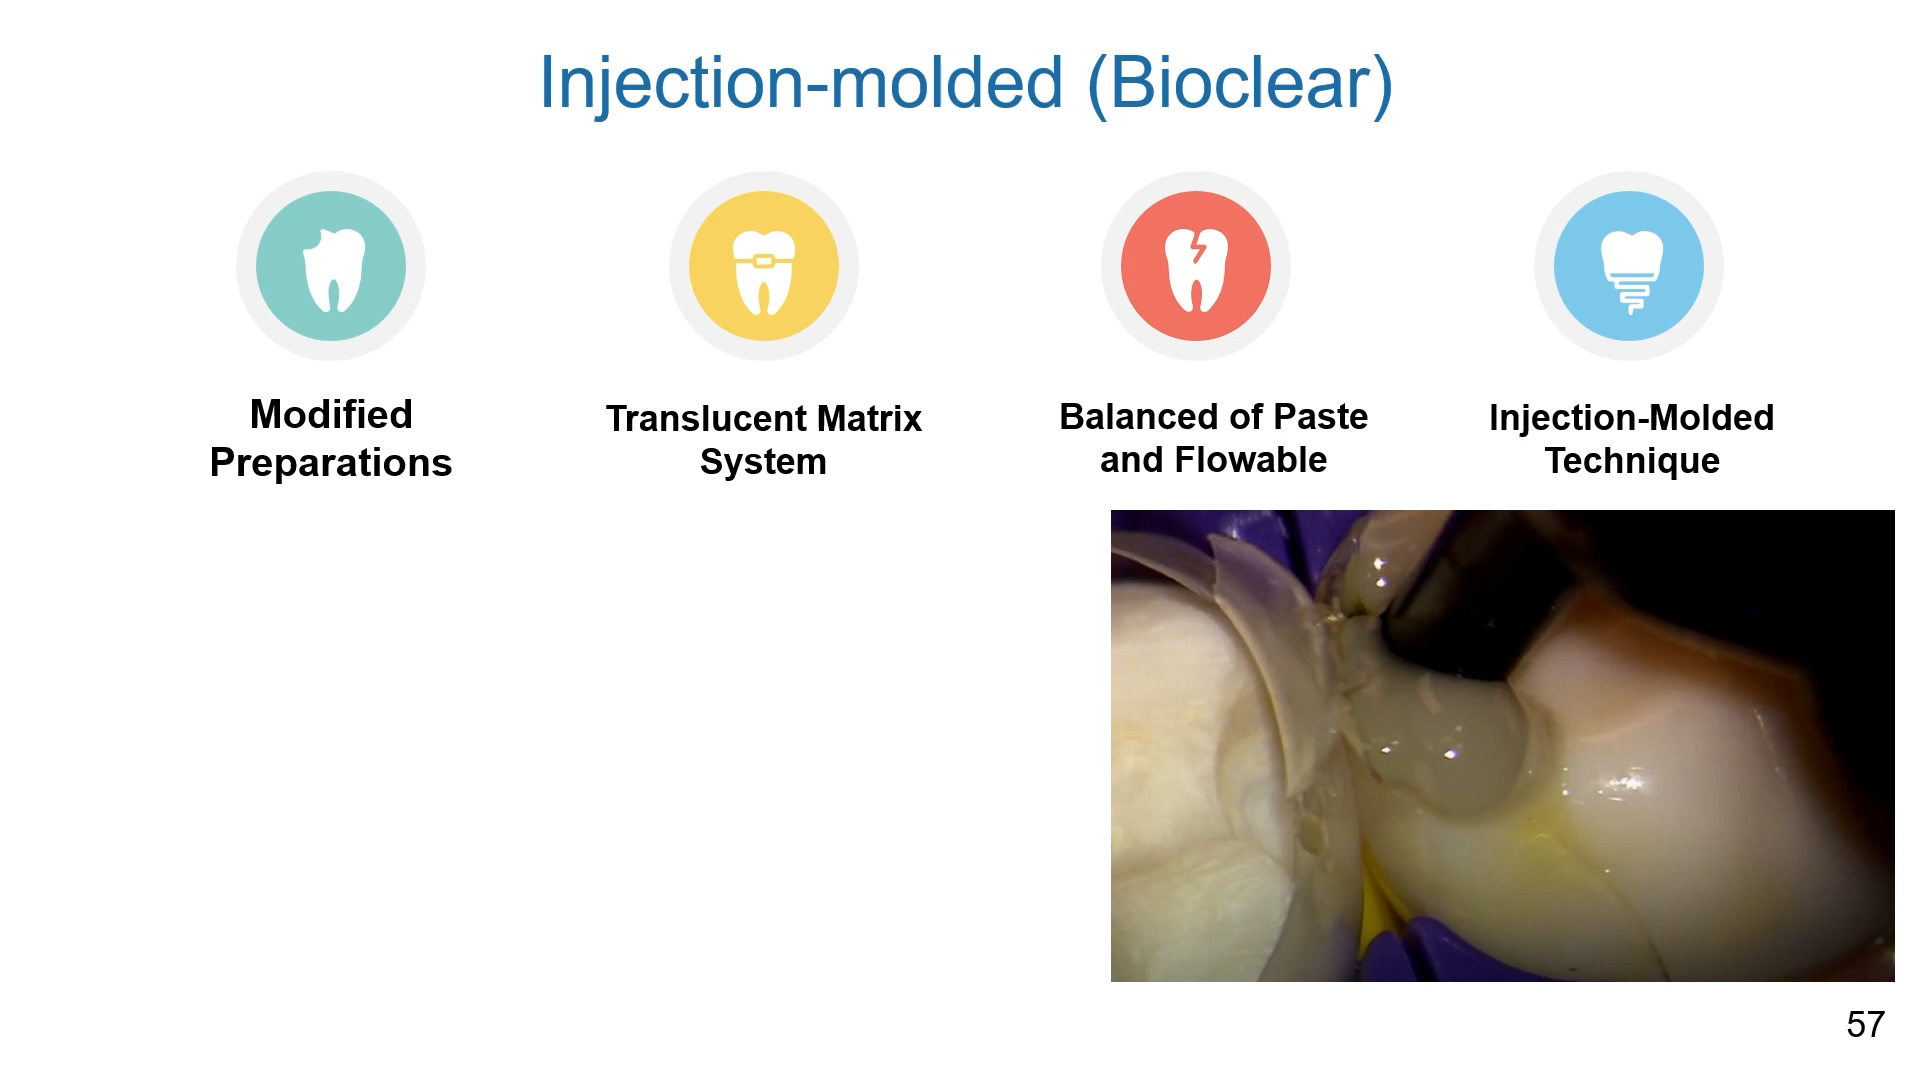 Injection-molded (Bioclear)
Modified
Preparations
Translucent Matrix
System
Balanced of Paste
and Flowable
Injection-Molded
Technique
57